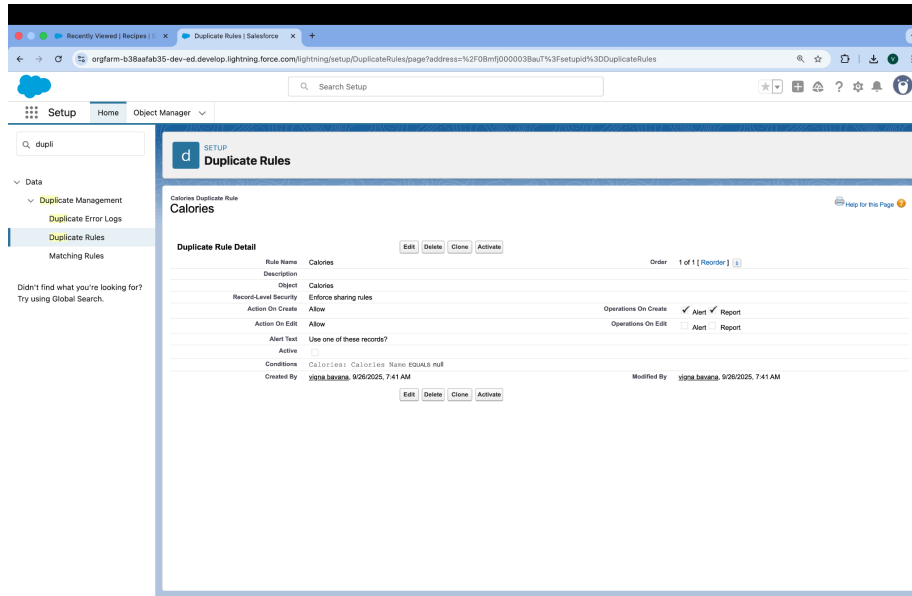 Recently Viewed | Recipes |
Duplicate Rules | Salesforce
orgfarm-b38aafab35-dev-ed.develop.lightning.force.com/lightning/setup/DuplicateRules/page?address=%2F0Bmfj000003BauT%3Fsetupid%3DDuplicateRules
Search Setup
Setup
Home
Object Manager
dupli
SETUP
Duplicate Rules
Data
Duplicate Management
Duplicate Error Logs
Duplicate Rules
Matching Rules
Didn't find what you're looking for?
Try using Global Search.
Calories Duplicate Rule
Calories
Help for this Page
Duplicate Rule Detail
Edit Delete Clone Activate
Rule Name Calories Order 1 of 1 [ Reorder ] i
Description
Object Calories
Record-Level Security Enforce sharing rules
Action On Create Allow Operations On Create Alert Report
Action On Edit Allow Operations On Edit Alert Report
Alert Text Use one of these records?
Active
Conditions Calories: Calories Name EQUALS null
Created By vigna bavana, 9/26/2025, 7:41 AM Modified By vigna bavana, 9/26/2025, 7:41 AM
Edit Delete Clone Activate